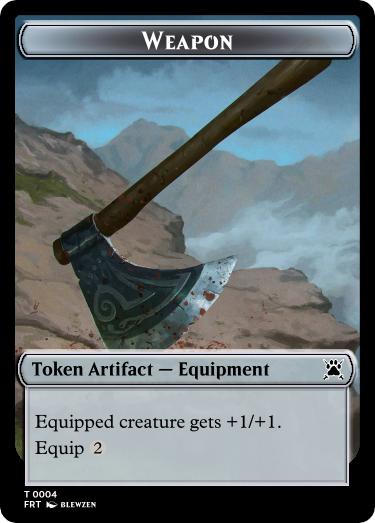 Weapon
Token Artifact — Equipment
Equipped creature gets +1/+1.
Equip 2
T 0004
FRT BLEWZEN